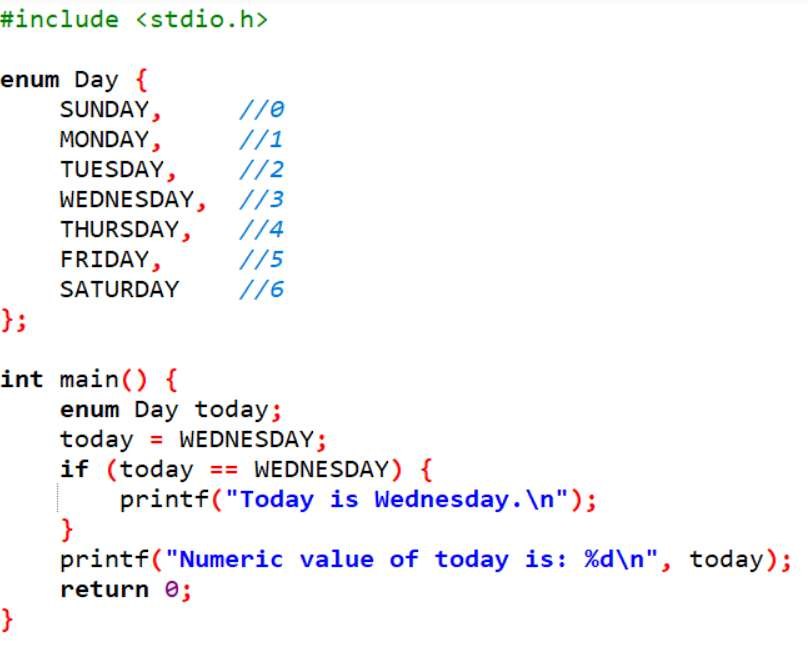 #include <stdio.h>
enum Day {
    SUNDAY,     //0
    MONDAY,     //1
    TUESDAY,    //2
    WEDNESDAY,  //3
    THURSDAY,   //4
    FRIDAY,     //5
    SATURDAY    //6
};
int main() {
    enum Day today;
    today = WEDNESDAY;
    if (today == WEDNESDAY) {
        printf("Today is Wednesday.\n");
    }
    printf("Numeric value of today is: %d\n", today);
    return 0;
}